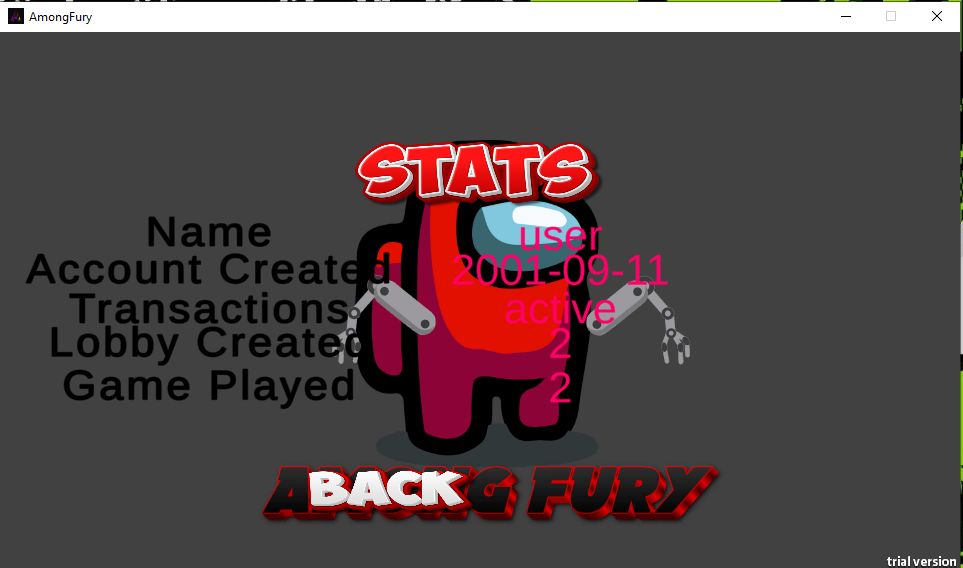 AmongFury
STATS
Name user
Account Created 2001-09-11
Transactions active
Lobby Created 2
Game Played 2
BACK
FURY
trial version